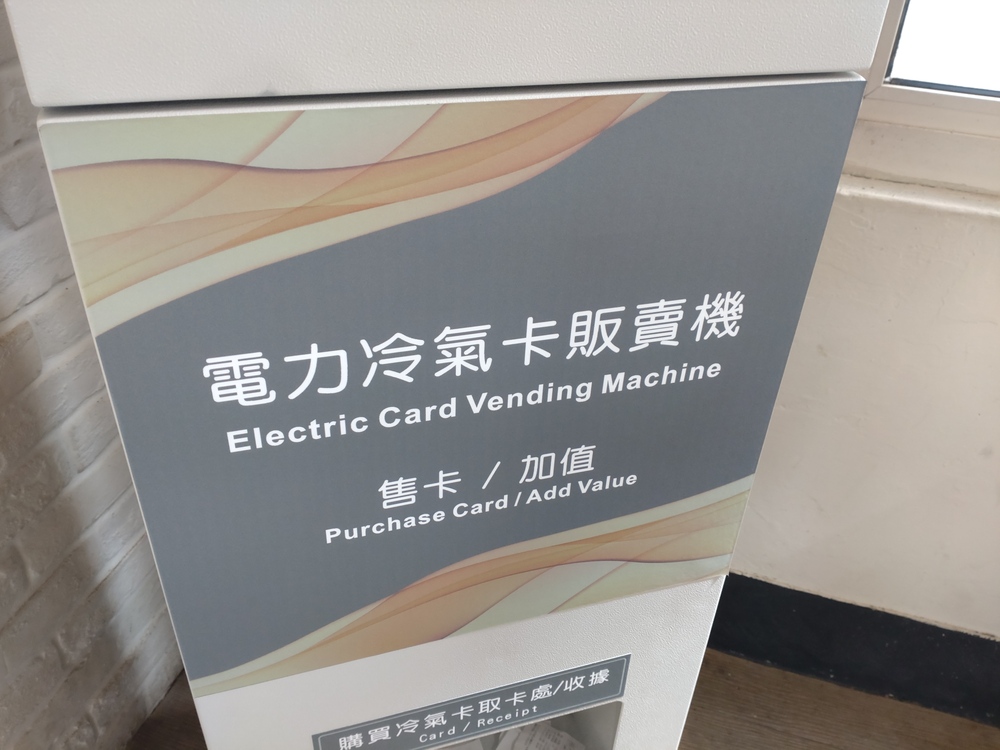 電力冷氣卡販賣機
Electric Card Vending Machine
售卡 / 加值
Purchase Card / Add Value
購買冷氣卡取卡處/收據
Card / Receipt